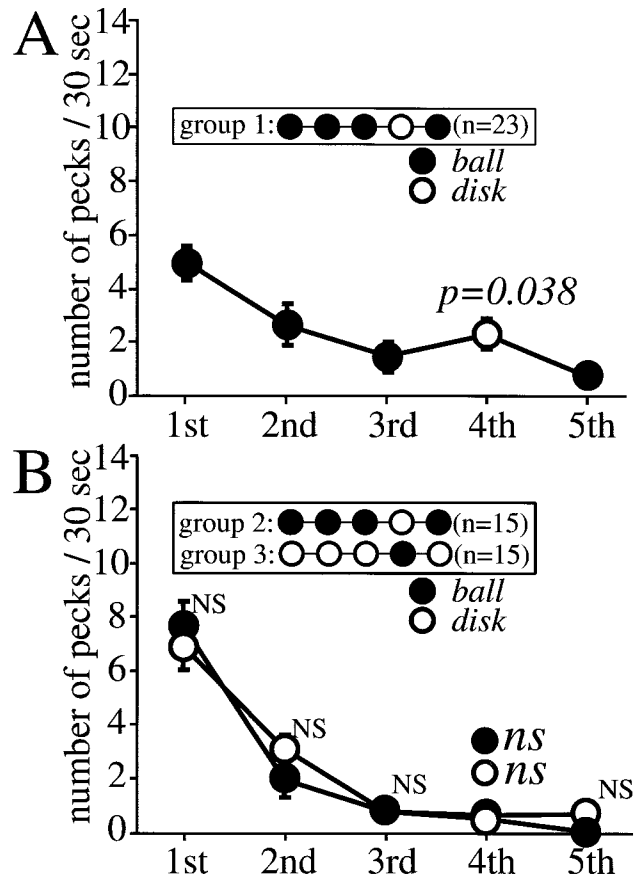 A
number of pecks / 30 sec
14
12
10
8
6
4
2
0
group 1: (n=23)
ball
disk
p=0.038
1st 2nd 3rd 4th 5th
B
number of pecks / 30 sec
14
12
10
8
6
4
2
0
group 2: (n=15)
group 3: (n=15)
ball
disk
NS
NS
NS
ns
ns
NS
1st 2nd 3rd 4th 5th